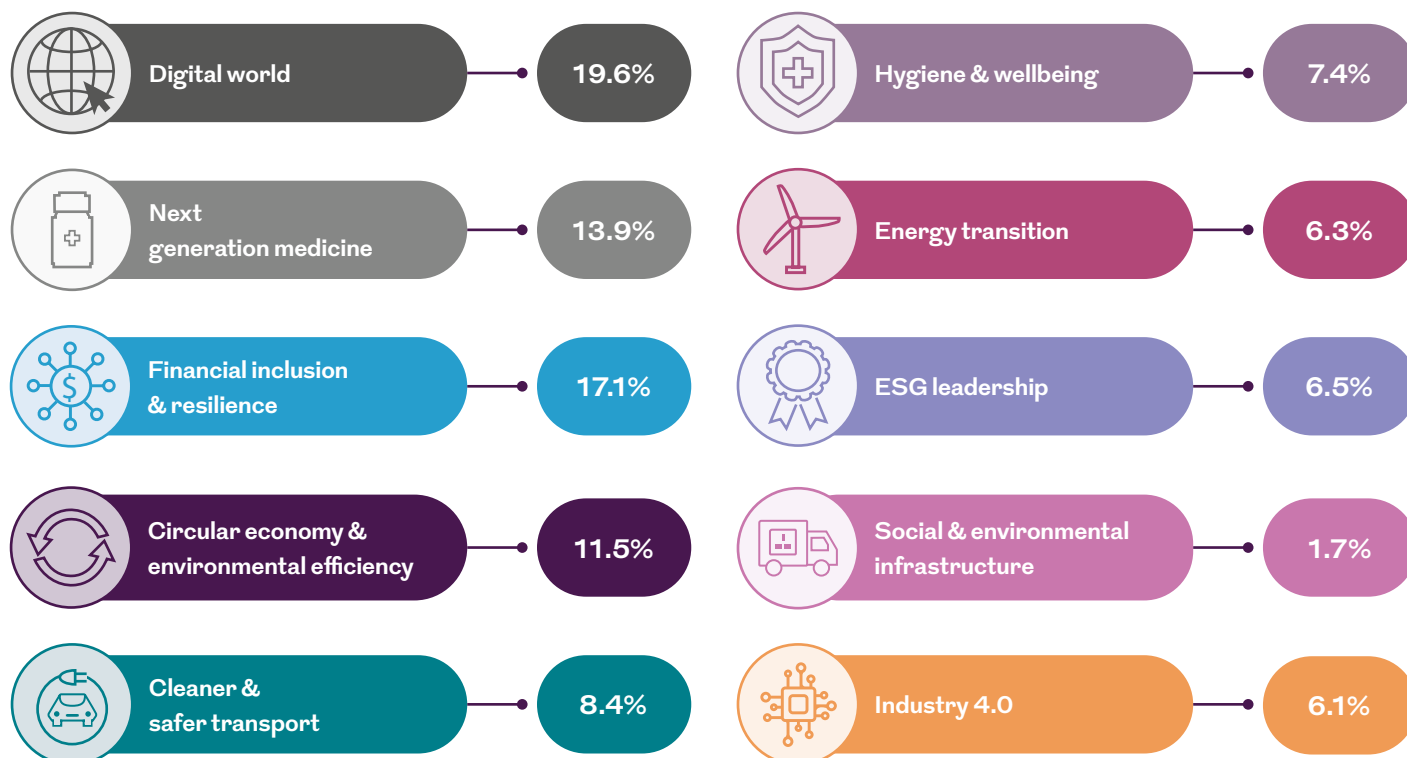 Digital world
19.6%
Next
generation medicine
13.9%
Financial inclusion
& resilience
17.1%
Circular economy &
environmental efficiency
11.5%
Cleaner &
safer transport
8.4%
Hygiene & wellbeing
7.4%
Energy transition
6.3%
ESG leadership
6.5%
Social & environmental
infrastructure
1.7%
Industry 4.0
6.1%